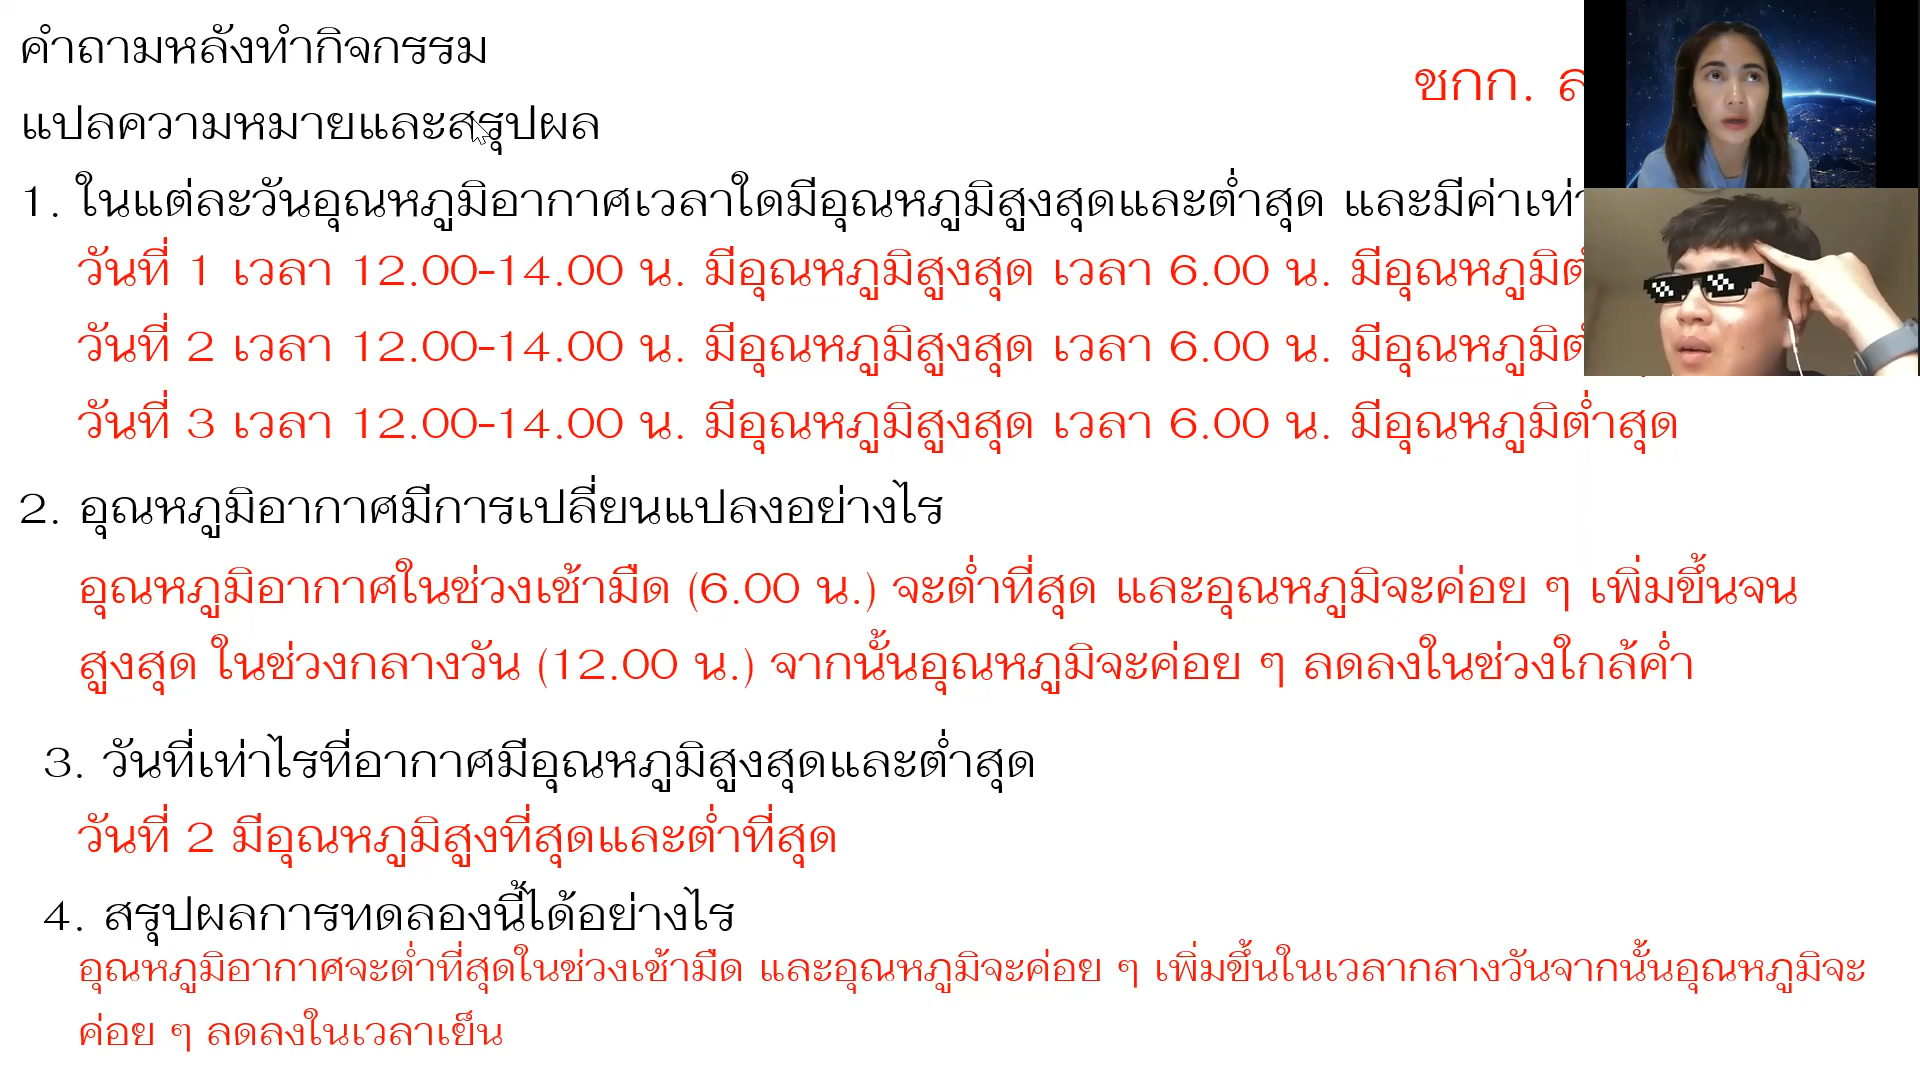 คำถามหลังทำกิจกรรม
ชกก.
แปลความหมายและสรุปผล
1. ในแต่ละวันอุณหภูมิอากาศเวลาใดมีอุณหภูมิสูงสุดและต่ำสุด และมีค่าเท่า
วันที่ 1 เวลา 12.00-14.00 น. มีอุณหภูมิสูงสุด เวลา 6.00 น. มีอุณหภูมิ
วันที่ 2 เวลา 12.00-14.00 น. มีอุณหภูมิสูงสุด เวลา 6.00 น. มีอุณหภูมิ
วันที่ 3 เวลา 12.00-14.00 น. มีอุณหภูมิสูงสุด เวลา 6.00 น. มีอุณหภูมิต่ำสุด
2. อุณหภูมิอากาศมีการเปลี่ยนแปลงอย่างไร
อุณหภูมิอากาศในช่วงเช้ามืด (6.00 น.) จะต่ำที่สุด และอุณหภูมิจะค่อย ๆ เพิ่มขึ้นจน
สูงสุด ในช่วงกลางวัน (12.00 น.) จากนั้นอุณหภูมิจะค่อย ๆ ลดลงในช่วงใกล้ค่ำ
3. วันที่เท่าไรที่อากาศมีอุณหภูมิสูงสุดและต่ำสุด
วันที่ 2 มีอุณหภูมิสูงที่สุดและต่ำที่สุด
4. สรุปผลการทดลองนี้ได้อย่างไร
อุณหภูมิอากาศจะต่ำที่สุดในช่วงเช้ามืด และอุณหภูมิจะค่อย ๆ เพิ่มขึ้นในเวลากลางวันจากนั้นอุณหภูมิจะ
ค่อย ๆ ลดลงในเวลาเย็น